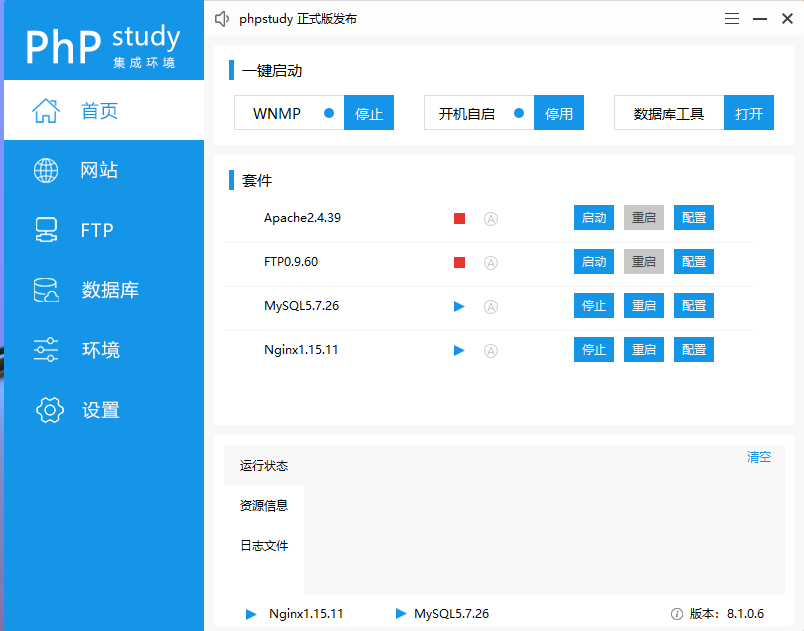 PhP study
集成环境
phpstudy 正式版发布
首页
网站
FTP
数据库
环境
设置
一键启动
WNMP 停止 开机自启 停用 数据库工具 打开
套件
Apache2.4.39 A 启动 重启 配置
FTP0.9.60 A 启动 重启 配置
MySQL5.7.26 A 停止 重启 配置
Nginx1.15.11 A 停止 重启 配置
运行状态 清空
资源信息
日志文件
Nginx1.15.11 MySQL5.7.26 版本：8.1.0.6